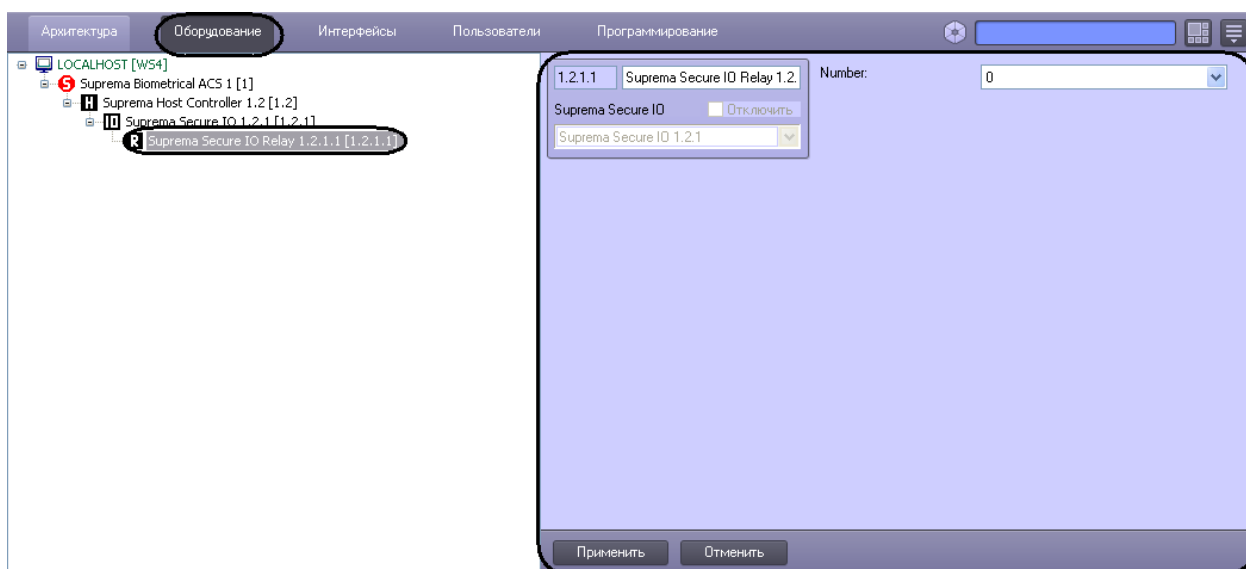 Архитектура Оборудование Интерфейсы Пользователи Программирование
LOCALHOST [WS4]
Suprema Biometrical ACS 1 [1]
H Suprema Host Controller 1.2 [1.2]
IO Suprema Secure IO 1.2.1 [1.2.1]
R Suprema Secure IO Relay 1.2.1.1 [1.2.1.1]
1.2.1.1 Suprema Secure IO Relay 1.2. Number: 0
Suprema Secure IO Отключить
Suprema Secure IO 1.2.1
Применить Отменить